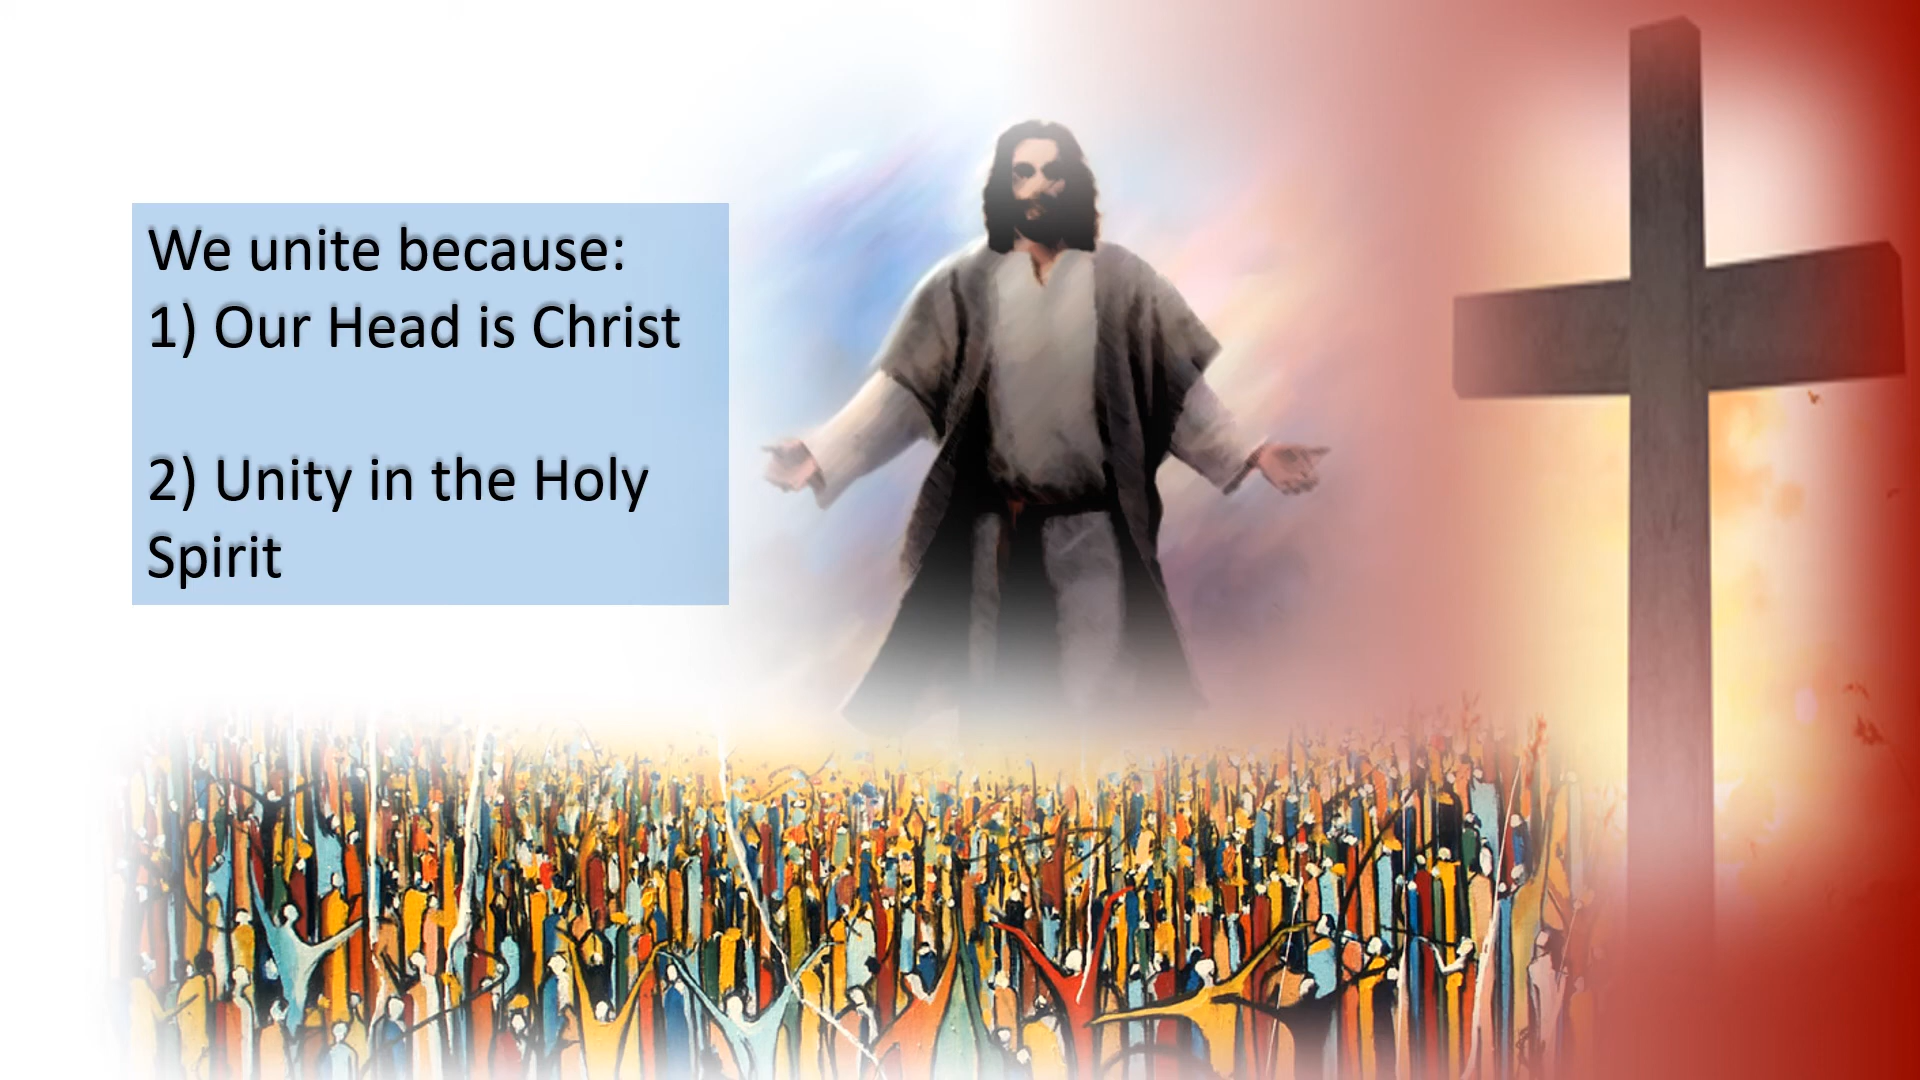 We unite because:
1) Our Head is Christ
2) Unity in the Holy
Spirit